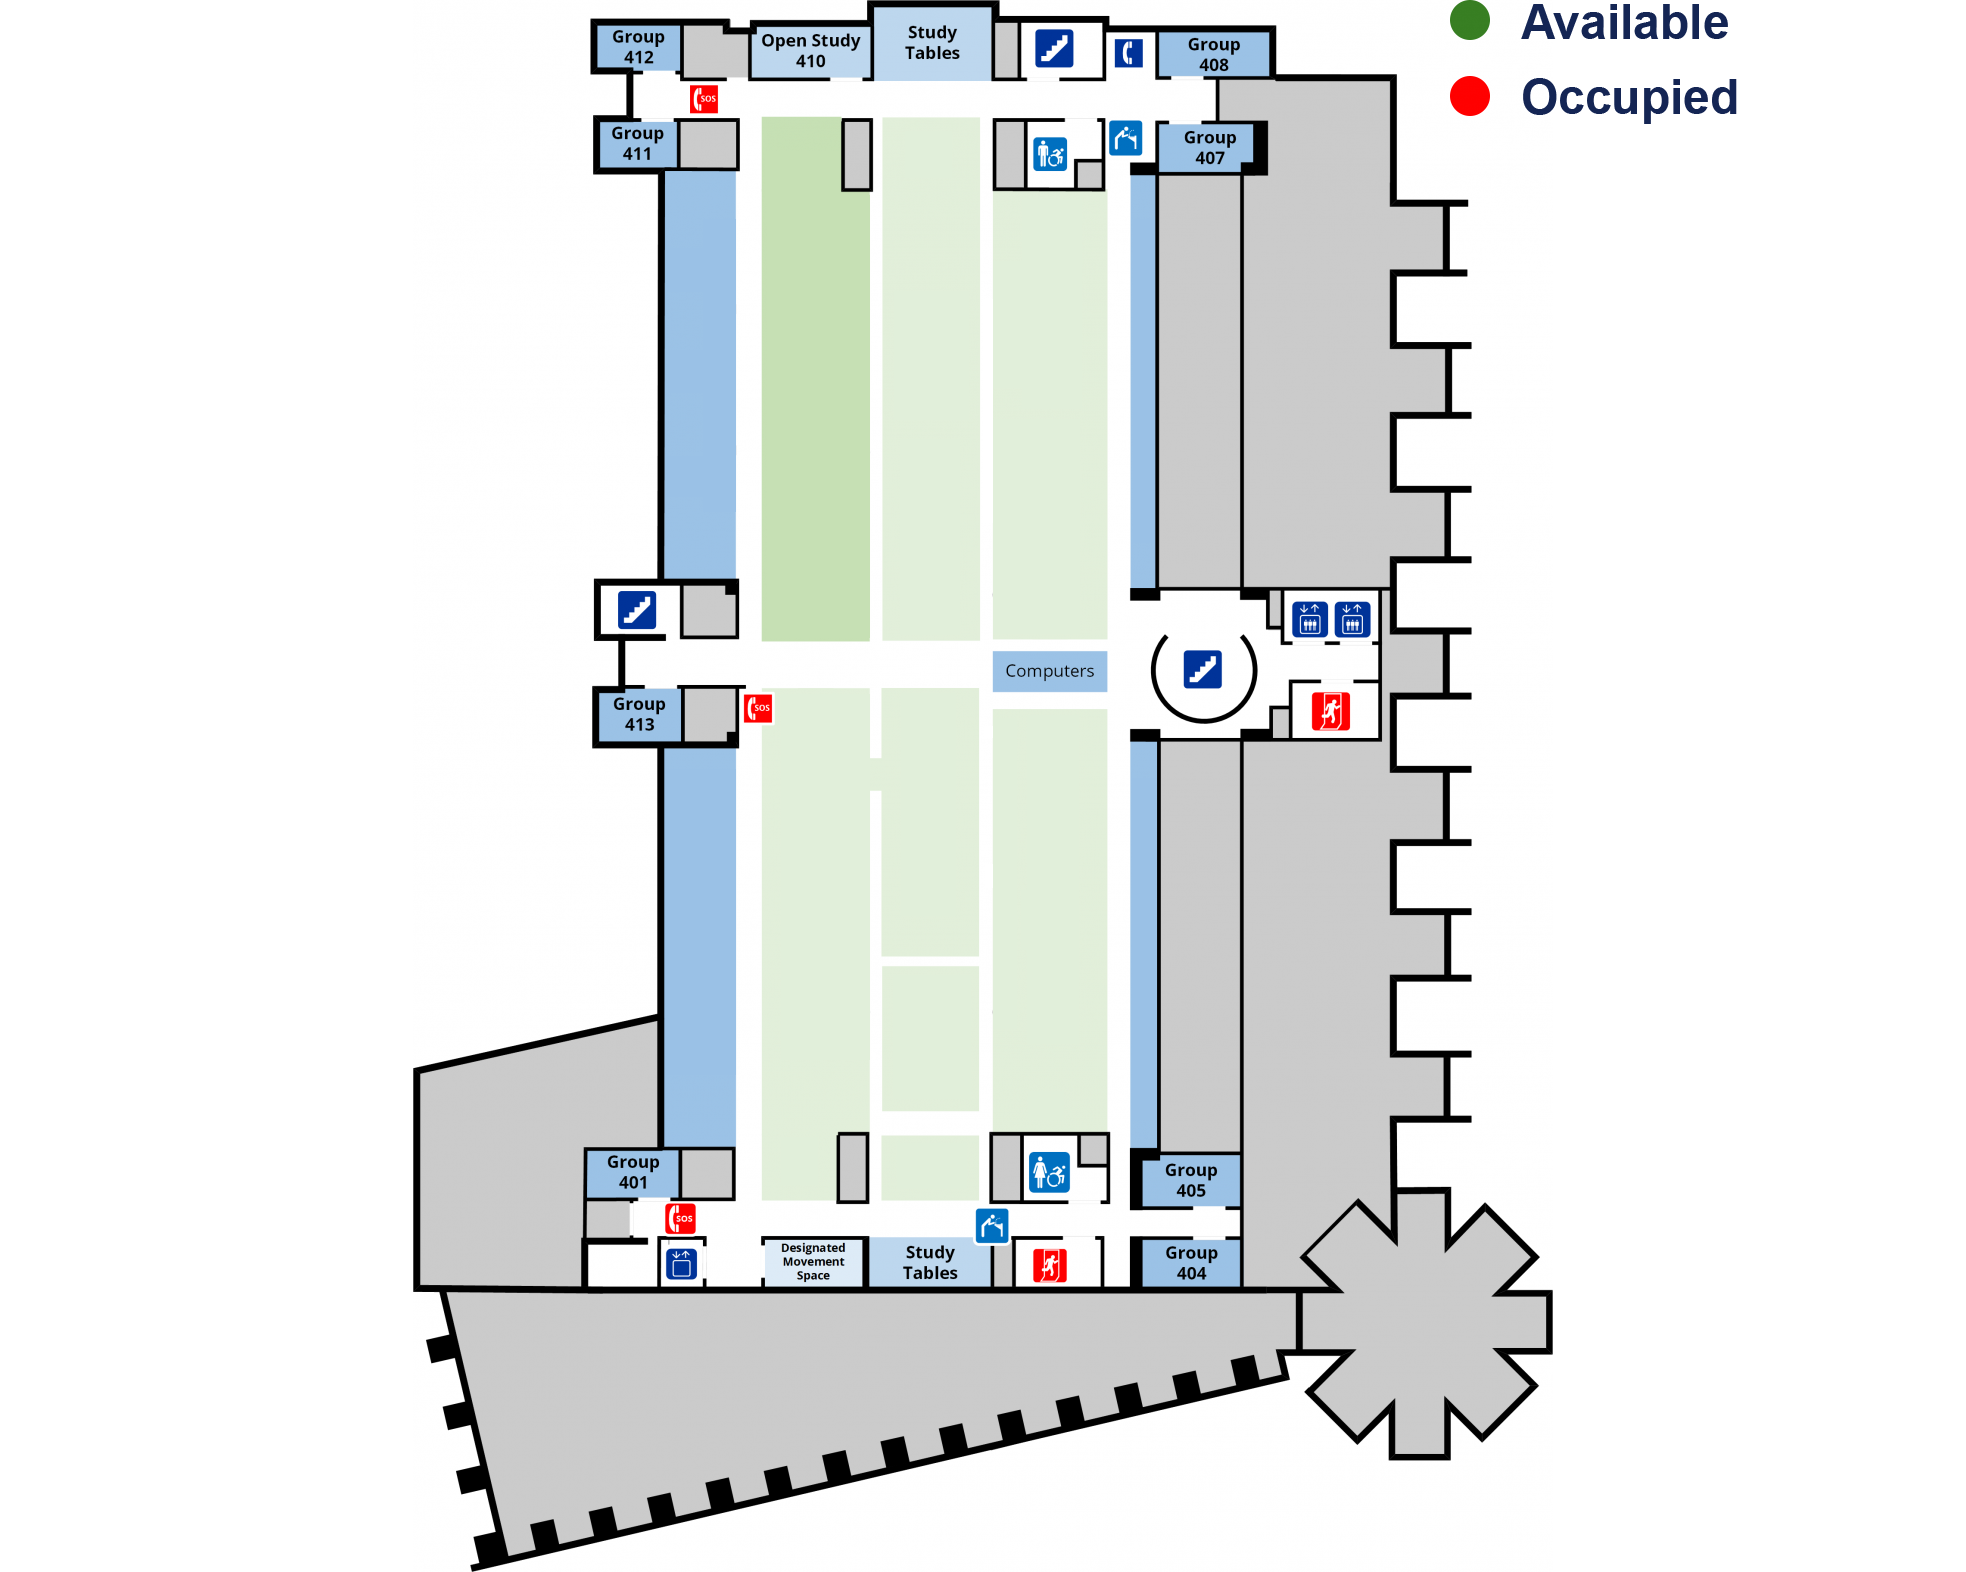 Available
Occupied
Group
412
Open Study
410
Study
Tables
Group
408
SOS
Group
411
Group
407
Computers
Group
413
SOS
Group
401
Group
405
SOS
Designated
Movement
Space
Study
Tables
Group
404